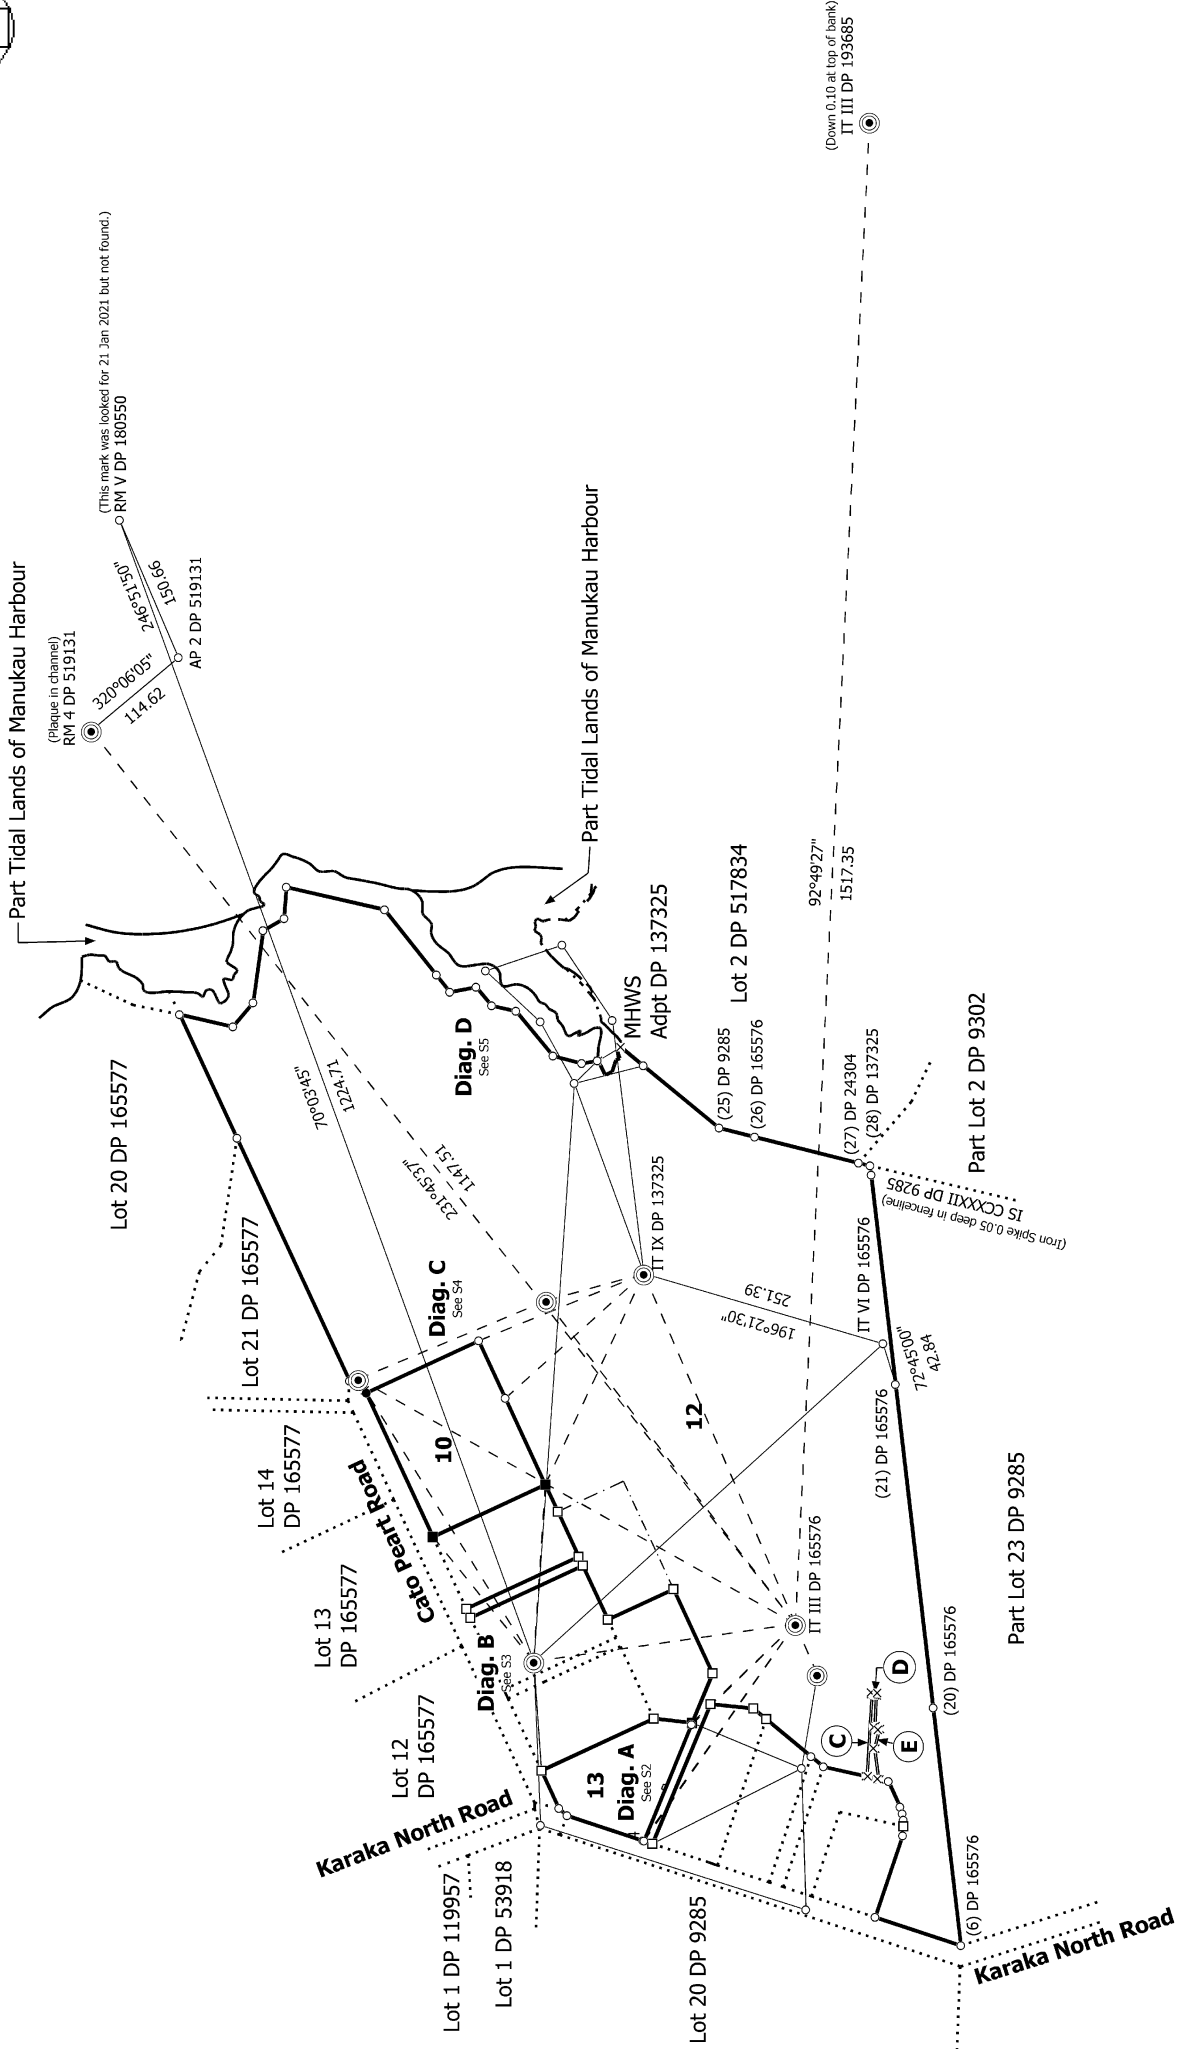 Part Tidal Lands of Manukau Harbour
(Plaque in channel)
RM 4 DP 519131
320°06'05"
114.62
(This mark was looked for 21 Jan 2021 but not found.)
RM V DP 180550
246°51'50"
150.66
AP 2 DP 519131
(Down 0.10 at top of bank)
IT III DP 193685
Part Tidal Lands of Manukau Harbour
Lot 20 DP 165577
70°03'45"
1224.71
231°45'37"
1147.51
Diag. D
See S5
MHWS
Adpt DP 137325
Lot 2 DP 517834
92°49'27"
1517.35
(25) DP 9285
(26) DP 165576
(27) DP 24304
(28) DP 137325
Part Lot 2 DP 9302
IS CCXXXII DP 9285
(Iron Spike 0.05 deep in fenceline)
Lot 21 DP 165577
Diag. C
See S4
IT IX DP 137325
251.39
196°21'30"
IT VI DP 165576
72°45'00"
42.84
(21) DP 165576
Lot 14
DP 165577
Cato Peart Road
10
12
Part Lot 23 DP 9285
Lot 13
DP 165577
Diag. B
See S3
IT III DP 165576
(20) DP 165576
Lot 12
DP 165577
13
Diag. A
See S2
C
D
E
Karaka North Road
Lot 1 DP 119957
Lot 1 DP 53918
Lot 20 DP 9285
(6) DP 165576
Karaka North Road